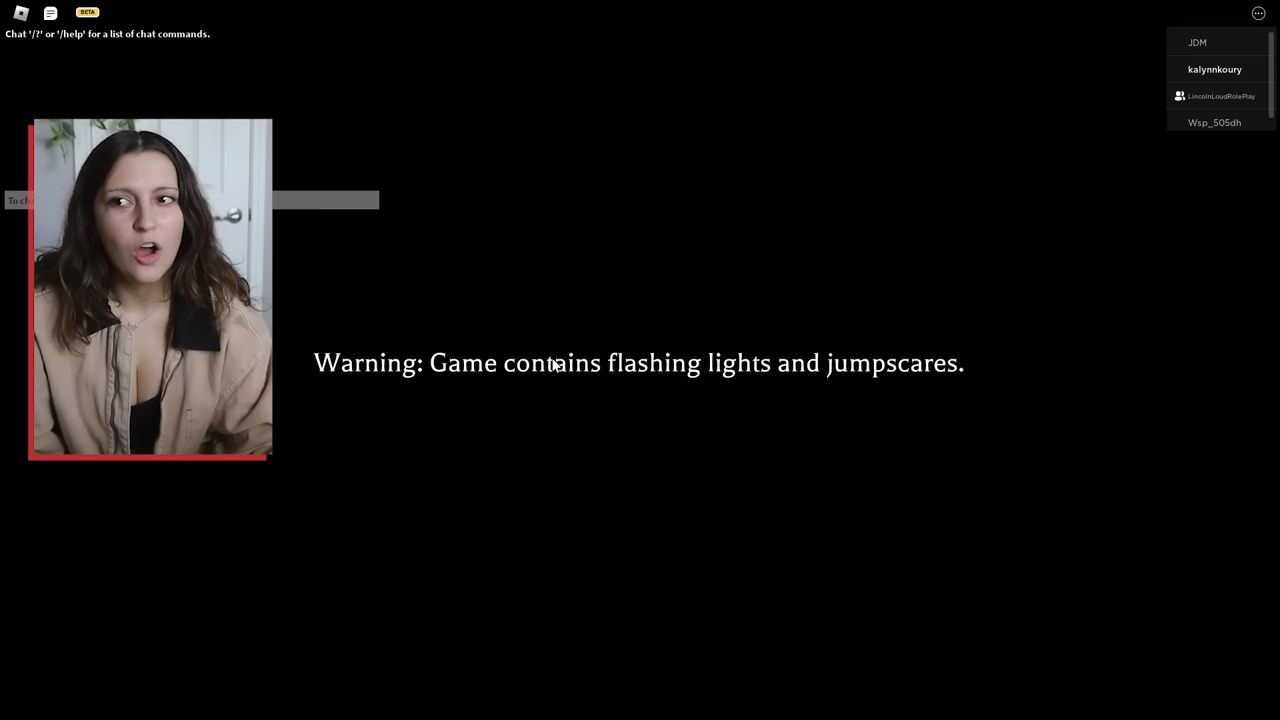 BETA
Chat '/?' or '/help' for a list of chat commands.
JDM
kalynnkoury
LincolnLoudRolePlay
Wsp_505dh
To
Warning: Game contains flashing lights and jumpscares.